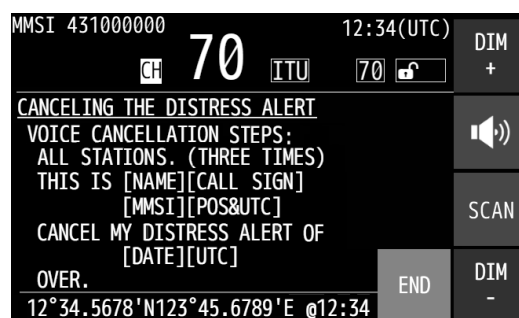 MMSI 431000000 12:34(UTC)
CH 70 ITU 70
CANCELING THE DISTRESS ALERT
VOICE CANCELLATION STEPS:
ALL STATIONS. (THREE TIMES)
THIS IS [NAME][CALL SIGN]
[MMSI][POS&UTC]
CANCEL MY DISTRESS ALERT OF
[DATE][UTC]
OVER.
12°34.5678'N123°45.6789'E @12:34
DIM
+
SCAN
END
DIM
-